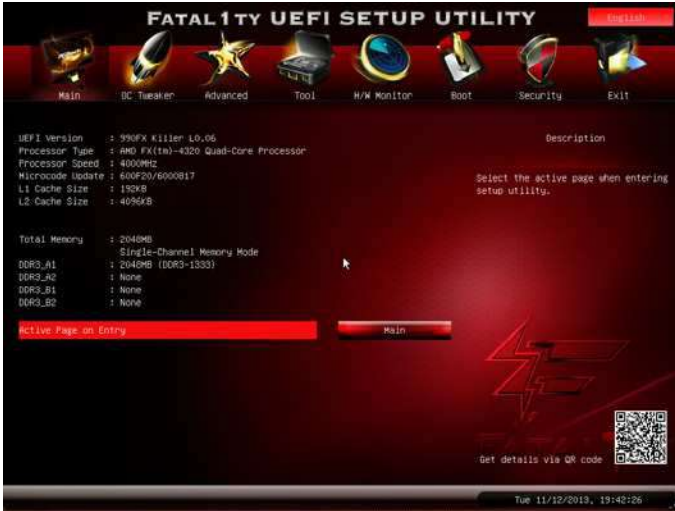 FATAL1TY UEFI SETUP UTILITY
English
Main OC Tweaker Advanced Tool H/W Monitor Boot Security Exit
UEFI Version : 990FX Killer L0.06
Processor Type : AMD FX(tm)-4320 Quad-Core Processor
Processor Speed : 4000MHz
Microcode Update : 600F20/6000817
L1 Cache Size : 192KB
L2 Cache Size : 4096KB
Total Memory : 2048MB
Single-Channel Memory Mode
DDR3_A1 : 2048MB (DDR3-1333)
DDR3_A2 : None
DDR3_B1 : None
DDR3_B2 : None
Active Page on Entry
Main
Description
Select the active page when entering
setup utility.
Get details via QR code
Tue 11/12/2013, 19:42:26